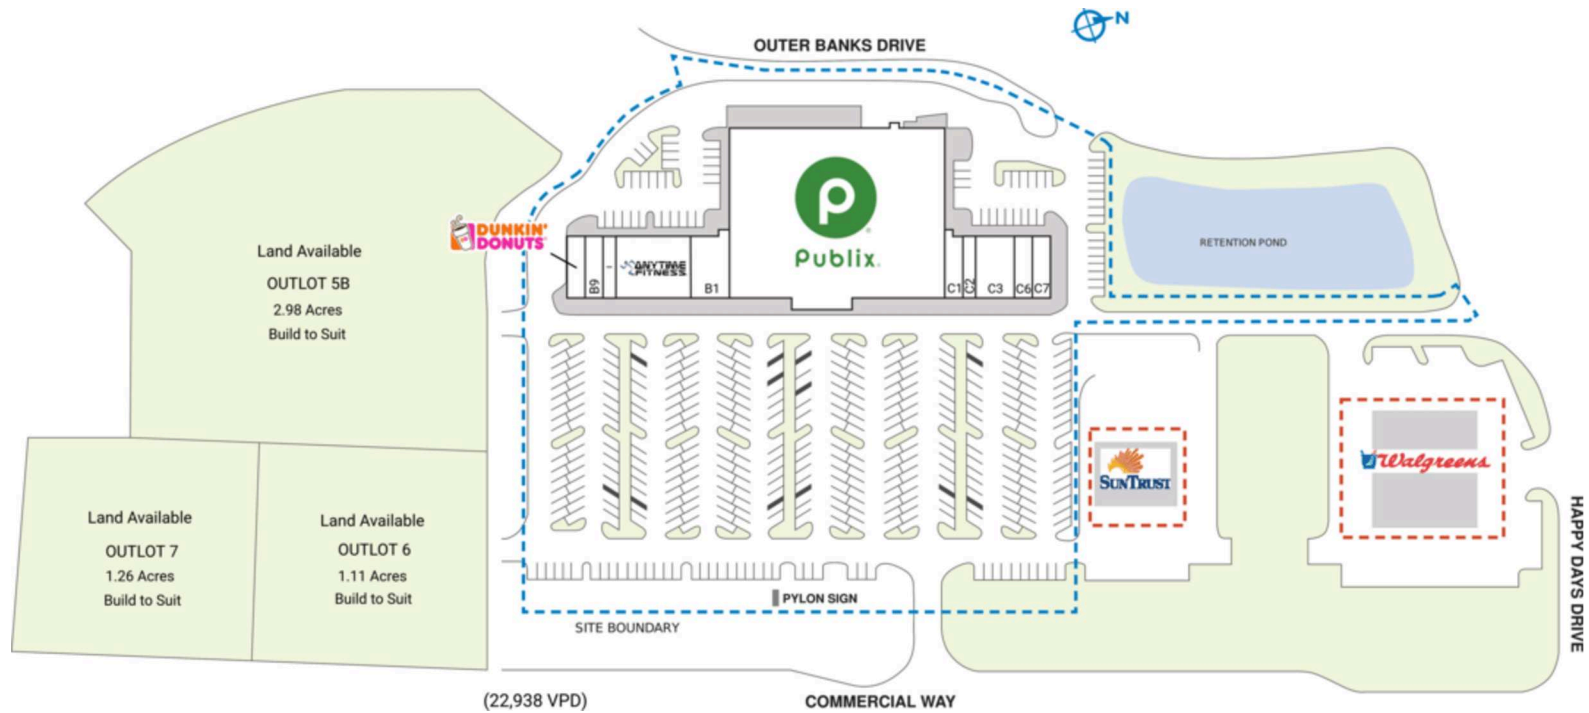 N
OUTER BANKS DRIVE
P
Publix
RETENTION POND
DUNKIN'
DONUTS
B9
ANYTIME
FITNESS
B1
C1
C2
C3
C6
C7
Land Available
OUTLOT 5B
2.98 Acres
Build to Suit
Land Available
OUTLOT 7
1.26 Acres
Build to Suit
Land Available
OUTLOT 6
1.11 Acres
Build to Suit
SUNTRUST
Walgreens
HAPPY DAYS DRIVE
PYLON SIGN
SITE BOUNDARY
(22,938 VPD)
COMMERCIAL WAY